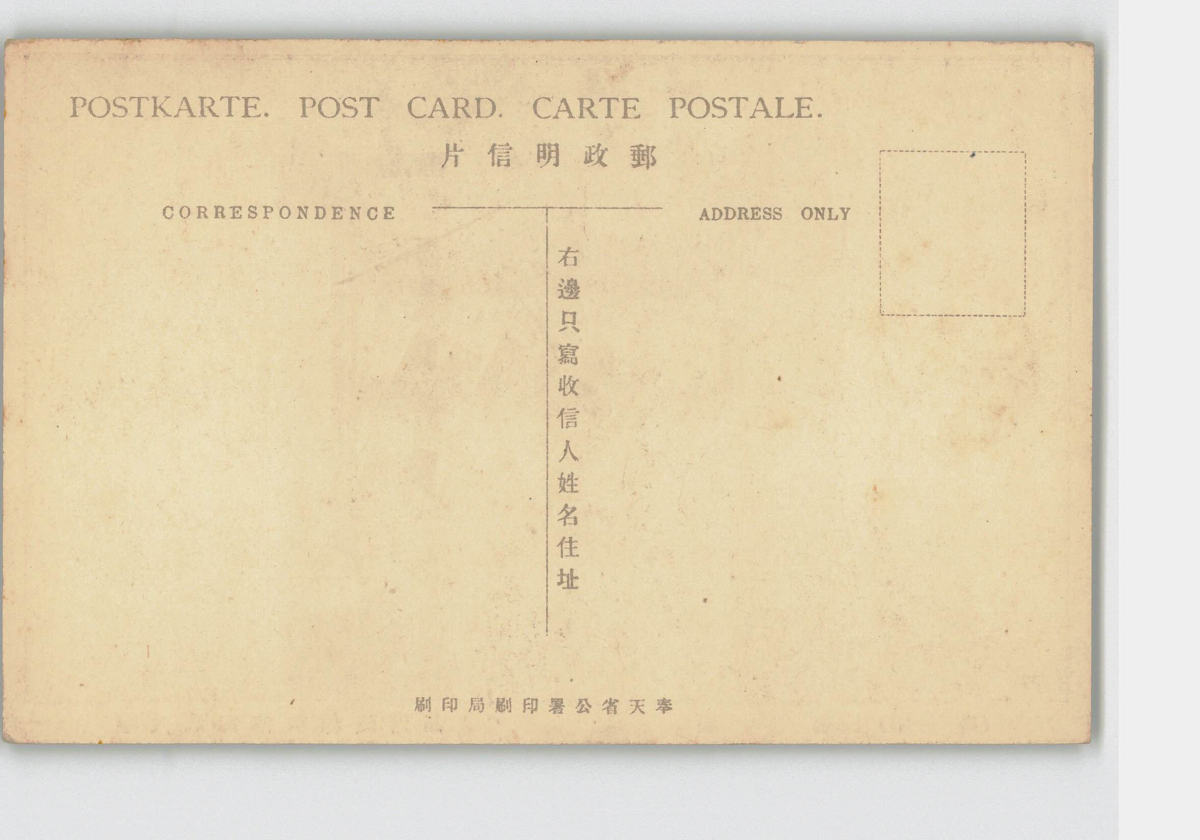 POSTKARTE. POST CARD. CARTE POSTALE.
郵政明信片
CORRESPONDENCE
ADDRESS ONLY
右邊只寫收信人姓名住址
奉天省公署印刷局印刷